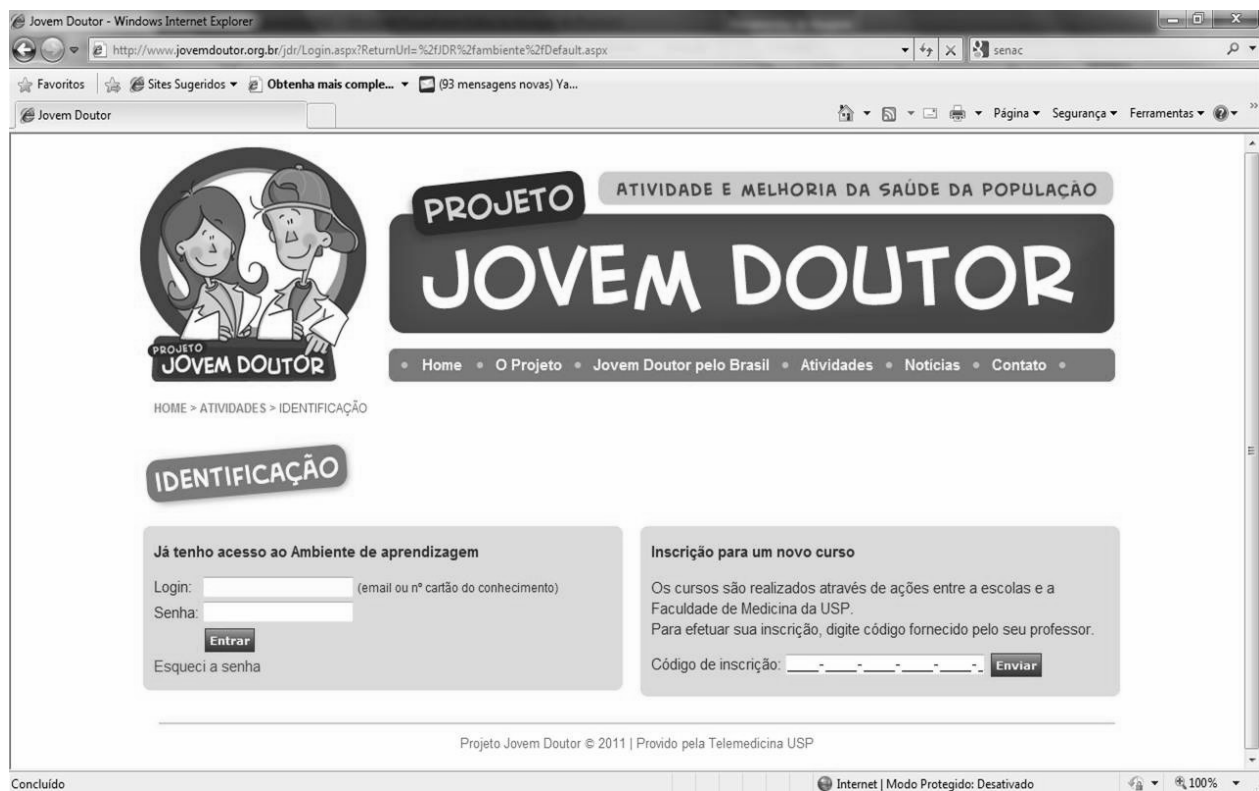 Jovem Doutor - Windows Internet Explorer
http://www.jovemdoutor.org.br/jdr/Login.aspx?ReturnUrl=%2fJDR%2fambiente%2fDefault.aspx
senac
Favoritos
Sites Sugeridos
Obtenha mais comple...
(93 mensagens novas) Ya...
Jovem Doutor
Página
Segurança
Ferramentas
PROJETO
ATIVIDADE E MELHORIA DA SAÚDE DA POPULAÇÃO
JOVEM DOUTOR
PROJETO
JOVEM DOUTOR
Home • O Projeto • Jovem Doutor pelo Brasil • Atividades • Notícias • Contato
HOME > ATIVIDADES > IDENTIFICAÇÃO
IDENTIFICAÇÃO
Já tenho acesso ao Ambiente de aprendizagem
Login: (email ou nº cartão do conhecimento)
Senha:
Entrar
Esqueci a senha
Inscrição para um novo curso
Os cursos são realizados através de ações entre a escolas e a
Faculdade de Medicina da USP.
Para efetuar sua inscrição, digite código fornecido pelo seu professor.
Código de inscrição: ____-____-____-____-____-_ Enviar
Projeto Jovem Doutor © 2011 | Provido pela Telemedicina USP
Concluído
Internet | Modo Protegido: Desativado
100%